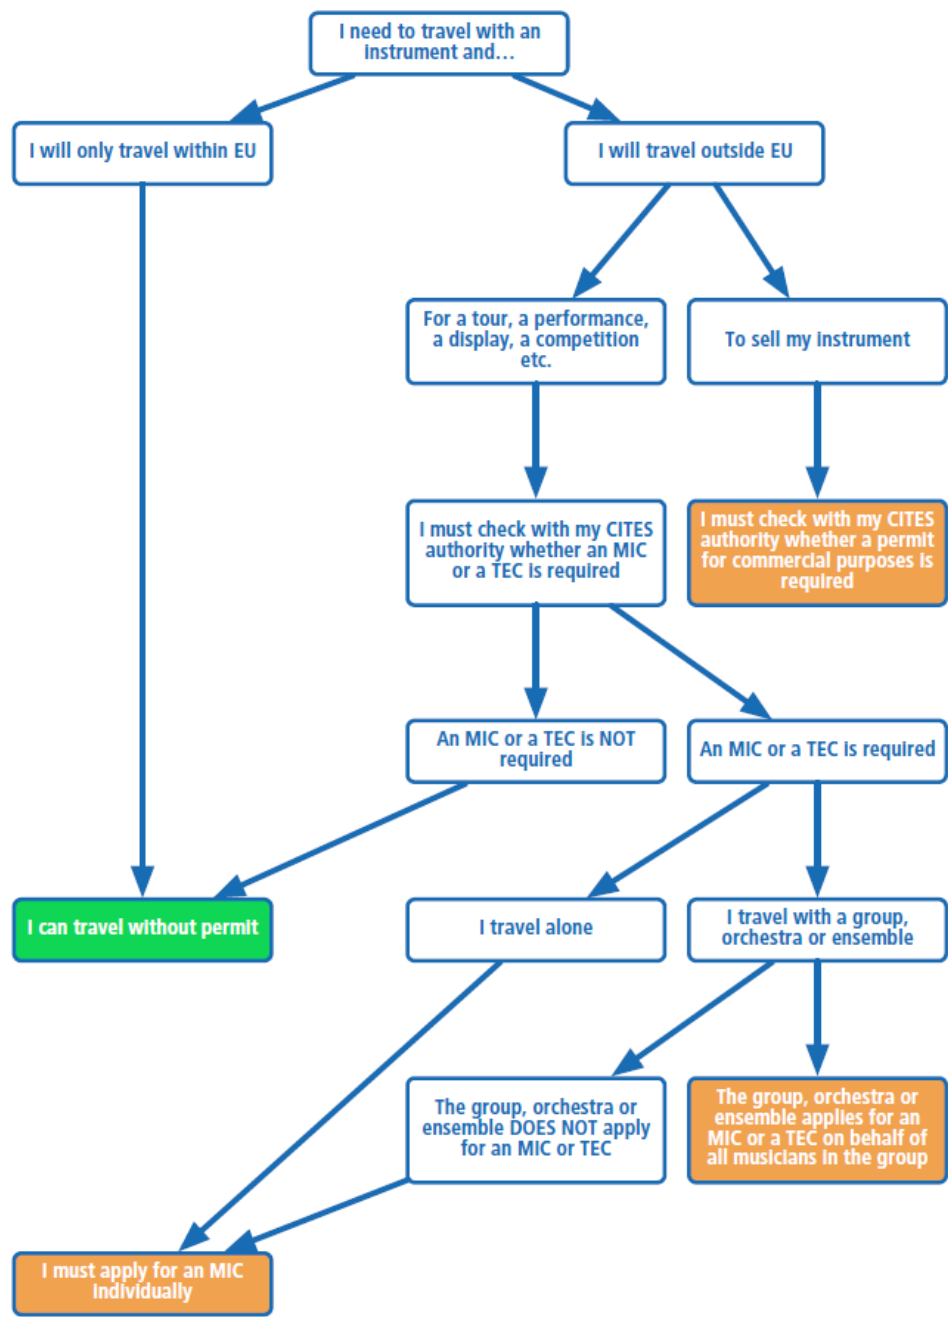 I need to travel with an
instrument and...
I will only travel within EU
I will travel outside EU
For a tour, a performance,
a display, a competition
etc.
To sell my instrument
I must check with my CITES
authority whether an MIC
or a TEC is required
I must check with my CITES
authority whether a permit
for commercial purposes is
required
An MIC or a TEC is NOT
required
An MIC or a TEC is required
I can travel without permit
I travel alone
I travel with a group,
orchestra or ensemble
The group, orchestra or
ensemble DOES NOT apply
for an MIC or TEC
The group, orchestra or
ensemble applies for an
MIC or a TEC on behalf of
all musicians in the group
I must apply for an MIC
individually